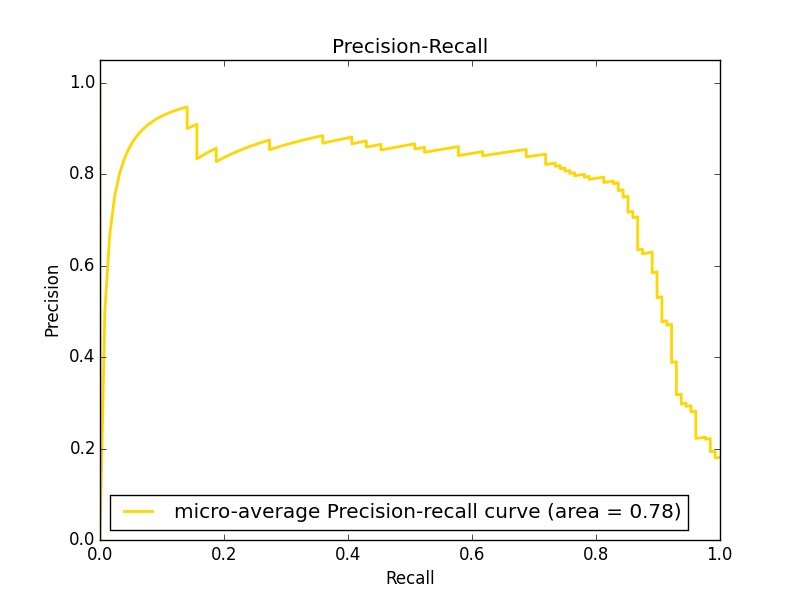 Precision-Recall
1.0
0.8
0.6
0.4
0.2
0.0
Precision
micro-average Precision-recall curve (area = 0.78)
0.0 0.2 0.4 0.6 0.8 1.0
Recall